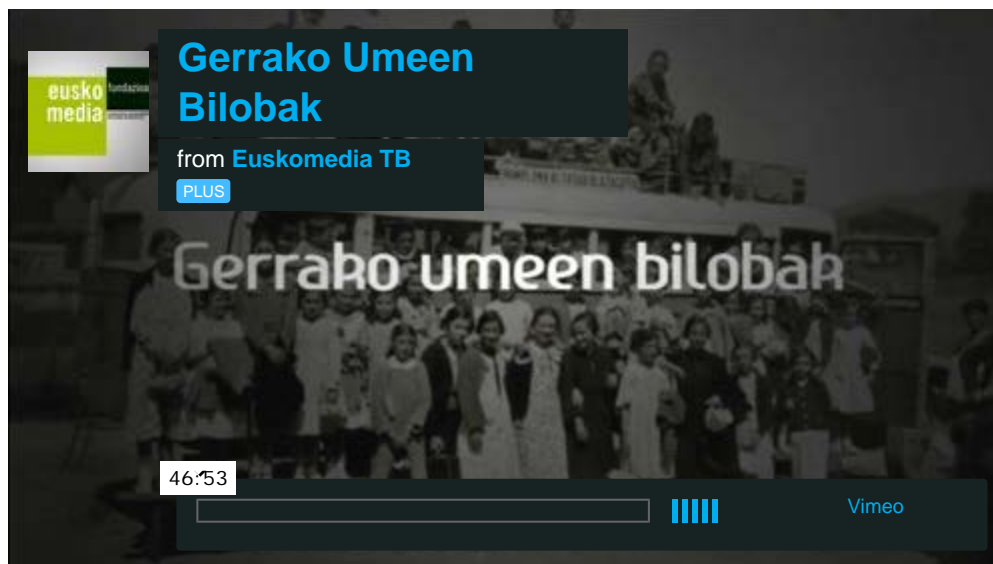 Gerrako Umeen
Bilobak
eusko
media
fundazioa
from Euskomedia TB
PLUS
Gerrako umeen bilobak
46:53
Vimeo